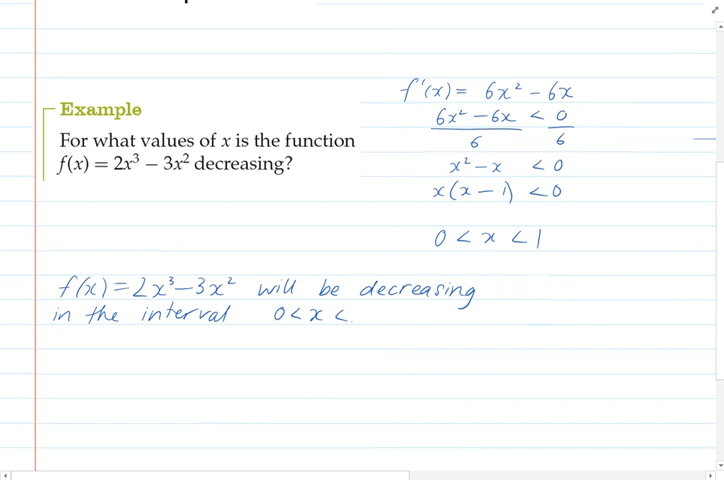 Example
For what values of x is the function
f(x) = 2x³ − 3x² decreasing?
f'(x) = 6x² − 6x
6x² − 6x < 0
6 6
x² − x < 0
x(x − 1) < 0
0 < x < 1
f(x) = 2x³ − 3x² will be decreasing
in the interval 0 < x <